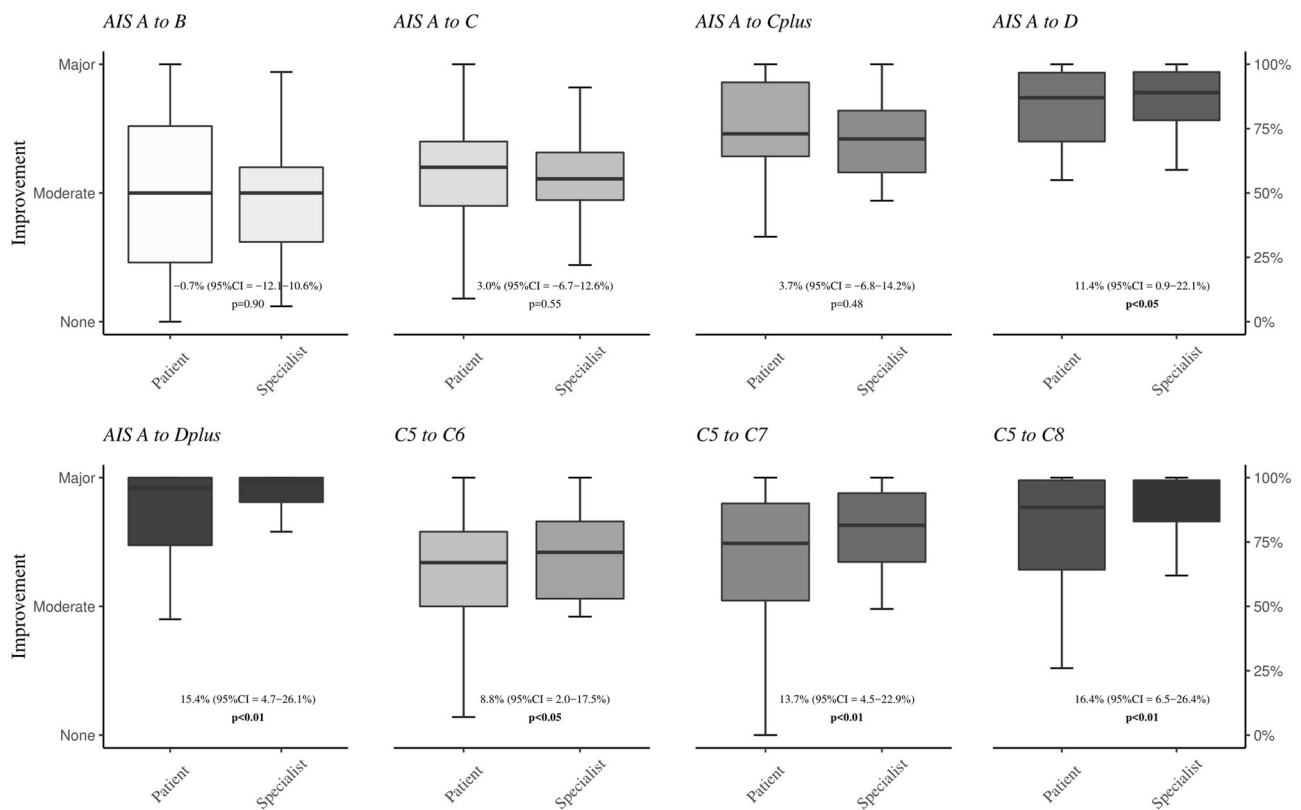 AIS A to B
AIS A to C
AIS A to Cplus
AIS A to D
Major
Moderate
None
Improvement
100%
75%
50%
25%
0%
−0.7% (95%CI = −12.1−10.6%)
p=0.90
3.0% (95%CI = −6.7−12.6%)
p=0.55
3.7% (95%CI = −6.8−14.2%)
p=0.48
11.4% (95%CI = 0.9−22.1%)
p<0.05
Patient
Specialist
Patient
Specialist
Patient
Specialist
Patient
Specialist
AIS A to Dplus
C5 to C6
C5 to C7
C5 to C8
Major
Moderate
None
Improvement
100%
75%
50%
25%
0%
15.4% (95%CI = 4.7−26.1%)
p<0.01
8.8% (95%CI = 2.0−17.5%)
p<0.05
13.7% (95%CI = 4.5−22.9%)
p<0.01
16.4% (95%CI = 6.5−26.4%)
p<0.01
Patient
Specialist
Patient
Specialist
Patient
Specialist
Patient
Specialist